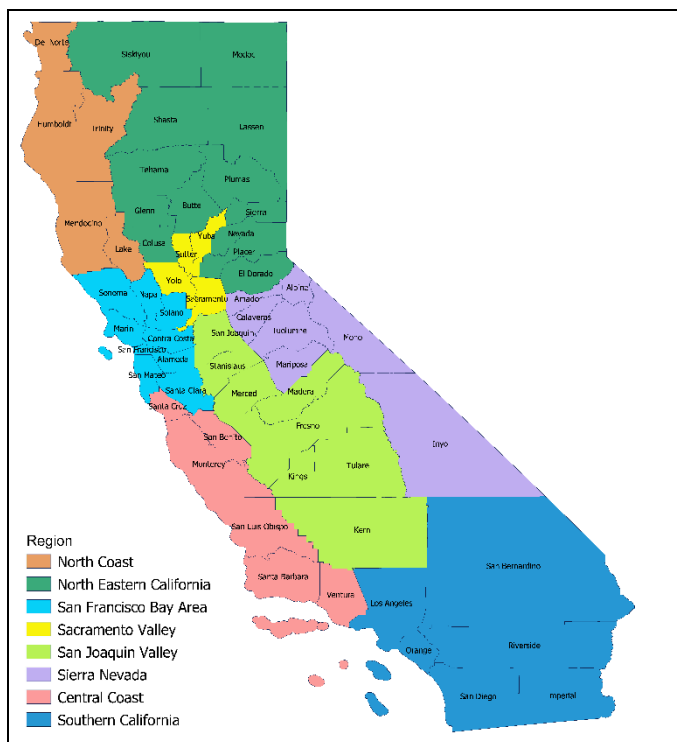 De Norte
Siskiyou
Modoc
Humboldt
Trinity
Shasta
Lassen
Tehama
Plumas
Glenn
Butte
Sierra
Mendocino
Lake
Colusa
Yuba
Nevada
Sutter
Placer
El Dorado
Yolo
Sonoma
Napa
Sacramento
Amador
Alpine
Solano
Calaveras
Marin
Contra Costa
San Joaquin
Tuolumne
Mono
San Francisco
Alameda
Stanislaus
Mariposa
San Mateo
Santa Clara
Merced
Madera
Santa Cruz
Fresno
San Benito
Inyo
Monterey
Kings
Tulare
San Luis Obispo
Kern
San Bernardino
Santa Barbara
Ventura
Los Angeles
Orange
Riverside
San Diego
Imperial
Region
North Coast
North Eastern California
San Francisco Bay Area
Sacramento Valley
San Joaquin Valley
Sierra Nevada
Central Coast
Southern California